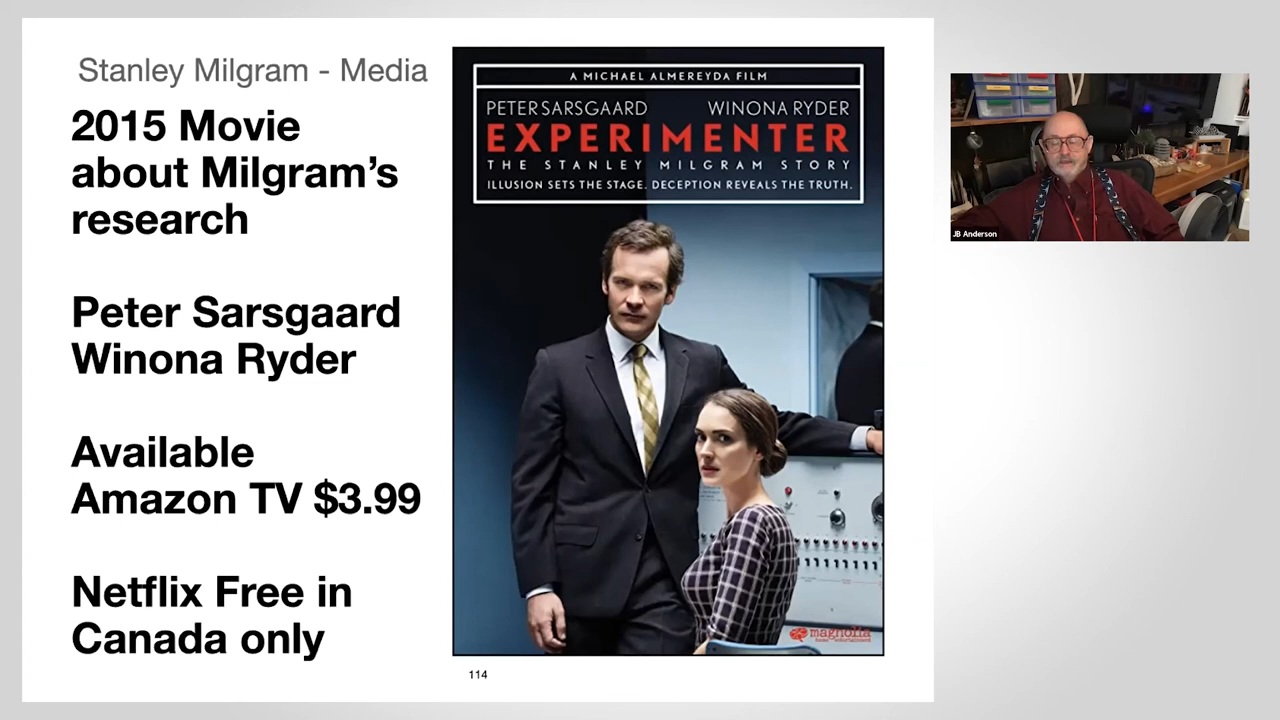 Stanley Milgram - Media
2015 Movie
about Milgram's
research
Peter Sarsgaard
Winona Ryder
Available
Amazon TV $3.99
Netflix Free in
Canada only
A MICHAEL ALMEREYDA FILM
PETER SARSGAARD WINONA RYDER
EXPERIMENTER
THE STANLEY MILGRAM STORY
ILLUSION SETS THE STAGE. DECEPTION REVEALS THE TRUTH.
magnolia
home entertainment
114
JB Anderson